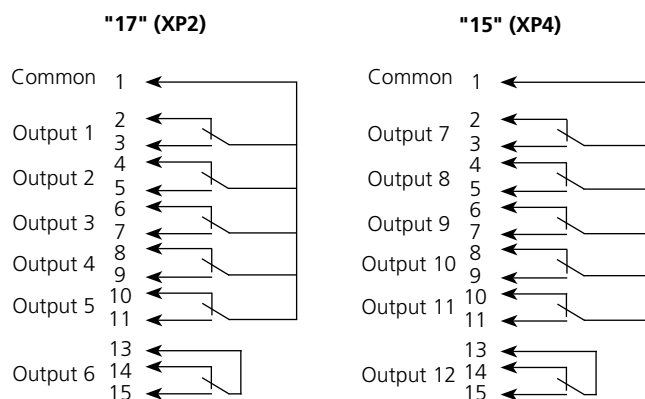 "17" (XP2)
Common 1
Output 1 2
3
Output 2 4
5
Output 3 6
7
Output 4 8
9
Output 5 10
11
13
Output 6 14
15
"15" (XP4)
Common 1
Output 7 2
3
Output 8 4
5
Output 9 6
7
Output 10 8
9
Output 11 10
11
13
Output 12 14
15